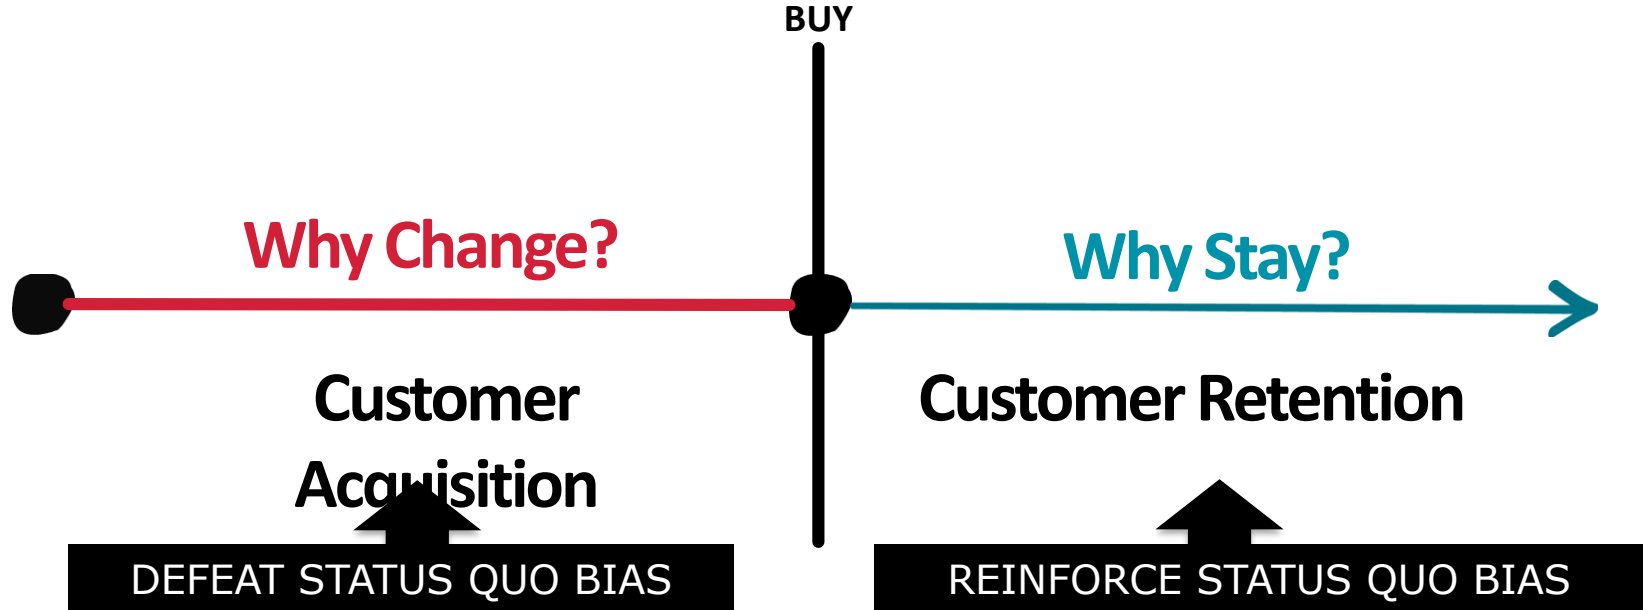 BUY
Why Change?
Why Stay?
Customer
Acquisition
Customer Retention
DEFEAT STATUS QUO BIAS
REINFORCE STATUS QUO BIAS